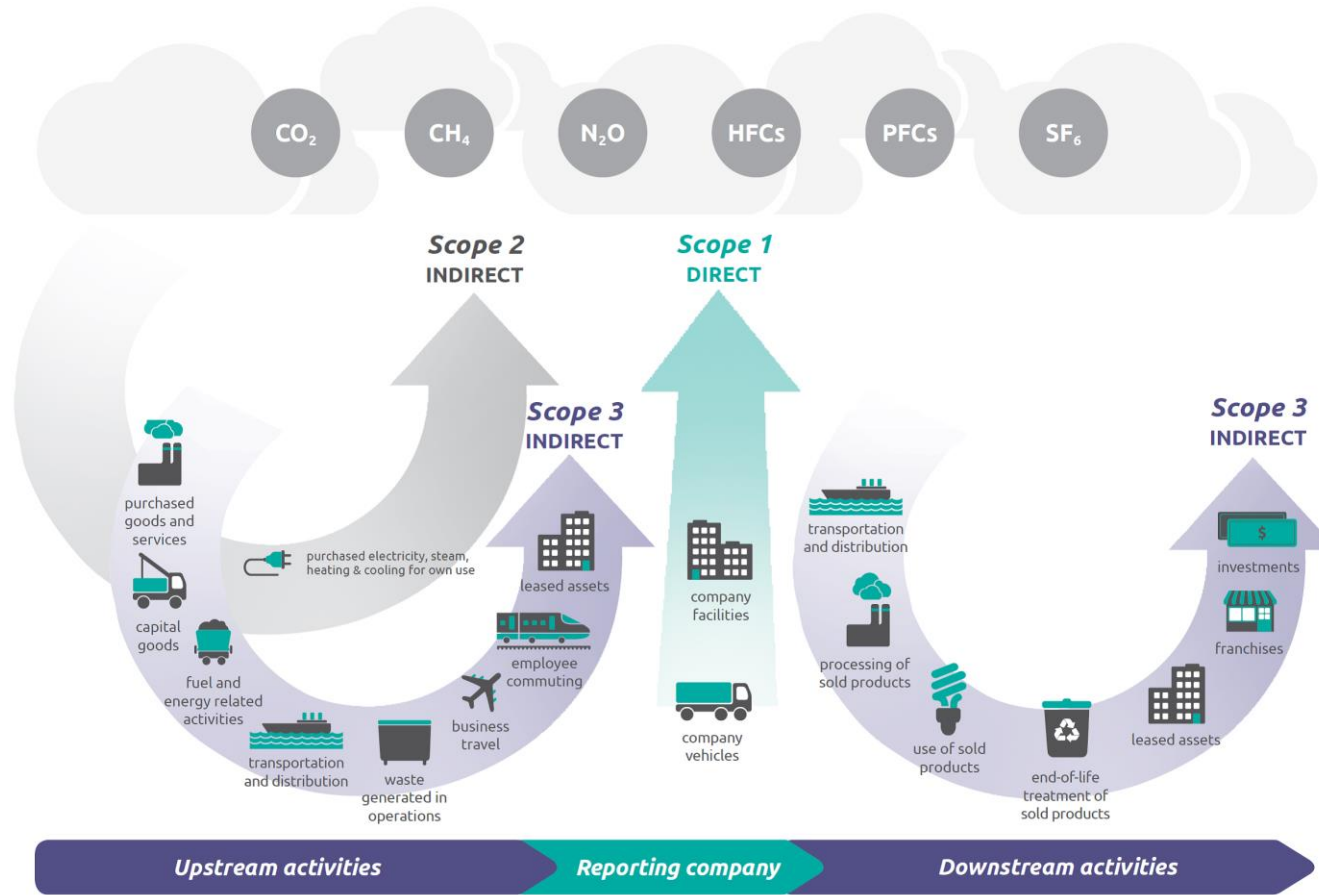 CO₂
CH₄
N₂O
HFCs
PFCs
SF₆
Scope 2
INDIRECT
Scope 1
DIRECT
Scope 3
INDIRECT
Scope 3
INDIRECT
purchased
goods and
services
capital
goods
fuel and
energy related
activities
transportation
and distribution
waste
generated in
operations
business
travel
employee
commuting
leased assets
purchased electricity, steam,
heating & cooling for own use
company
facilities
company
vehicles
transportation
and distribution
processing of
sold products
use of sold
products
end-of-life
treatment of
sold products
leased assets
franchises
$
investments
Upstream activities
Reporting company
Downstream activities